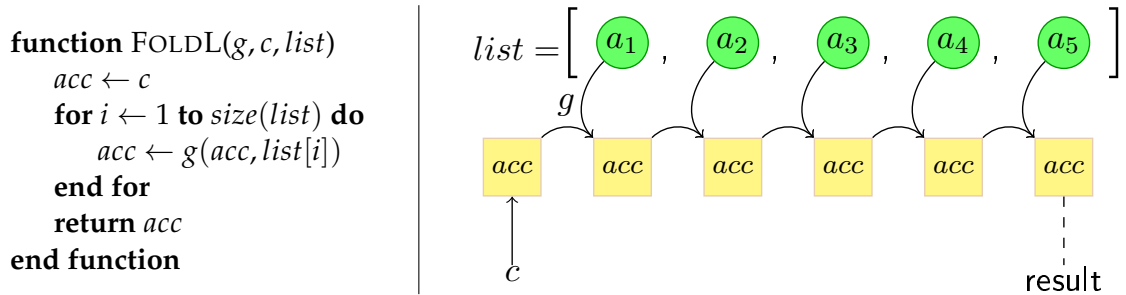 function FOLDL(g, c, list)
acc ← c
for i ← 1 to size(list) do
acc ← g(acc, list[i])
end for
return acc
end function
list = [ a₁ , a₂ , a₃ , a₄ , a₅ ]
g
acc acc acc acc acc acc
c
result